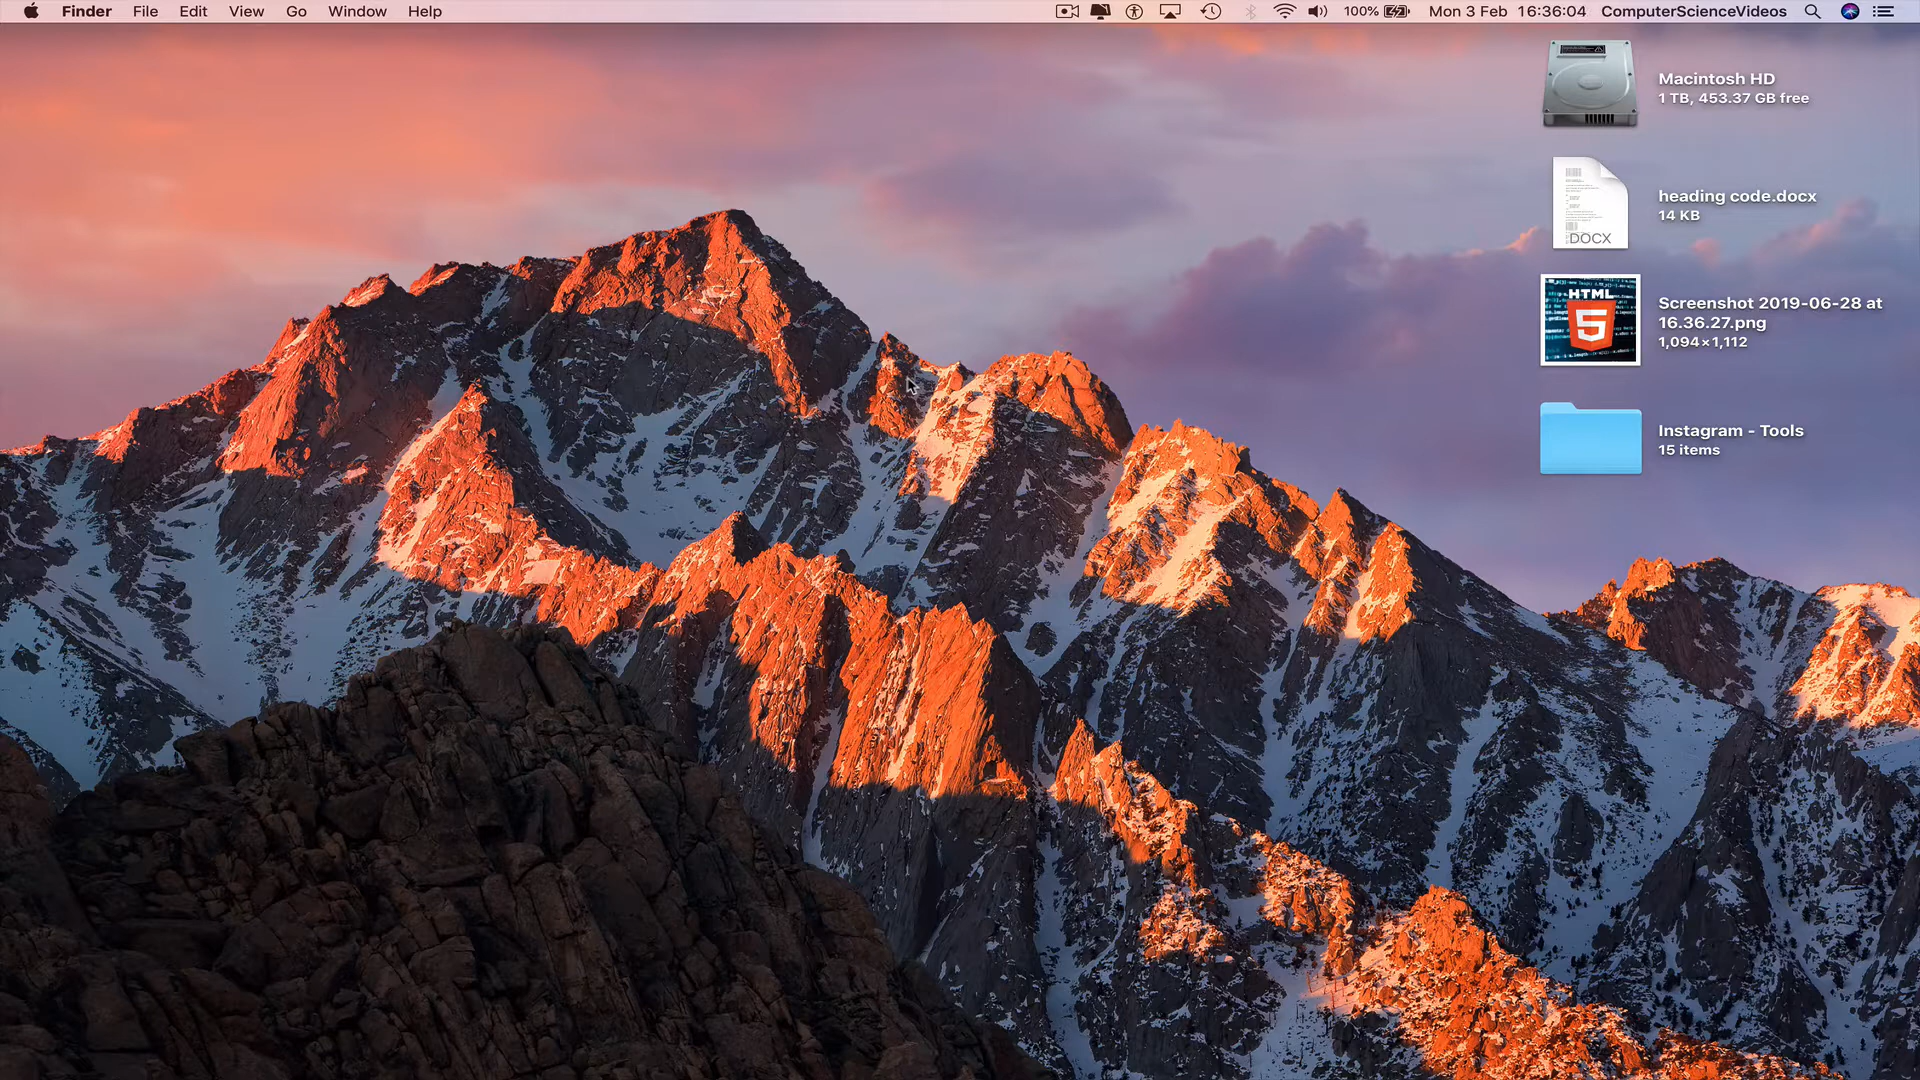 Finder File Edit View Go Window Help 100% Mon 3 Feb 16:36:04 ComputerScienceVideos
Macintosh HD
1 TB, 453.37 GB free
DOCX
heading code.docx
14 KB
HTML
5
Screenshot 2019-06-28 at
16.36.27.png
1,094×1,112
Instagram - Tools
15 items